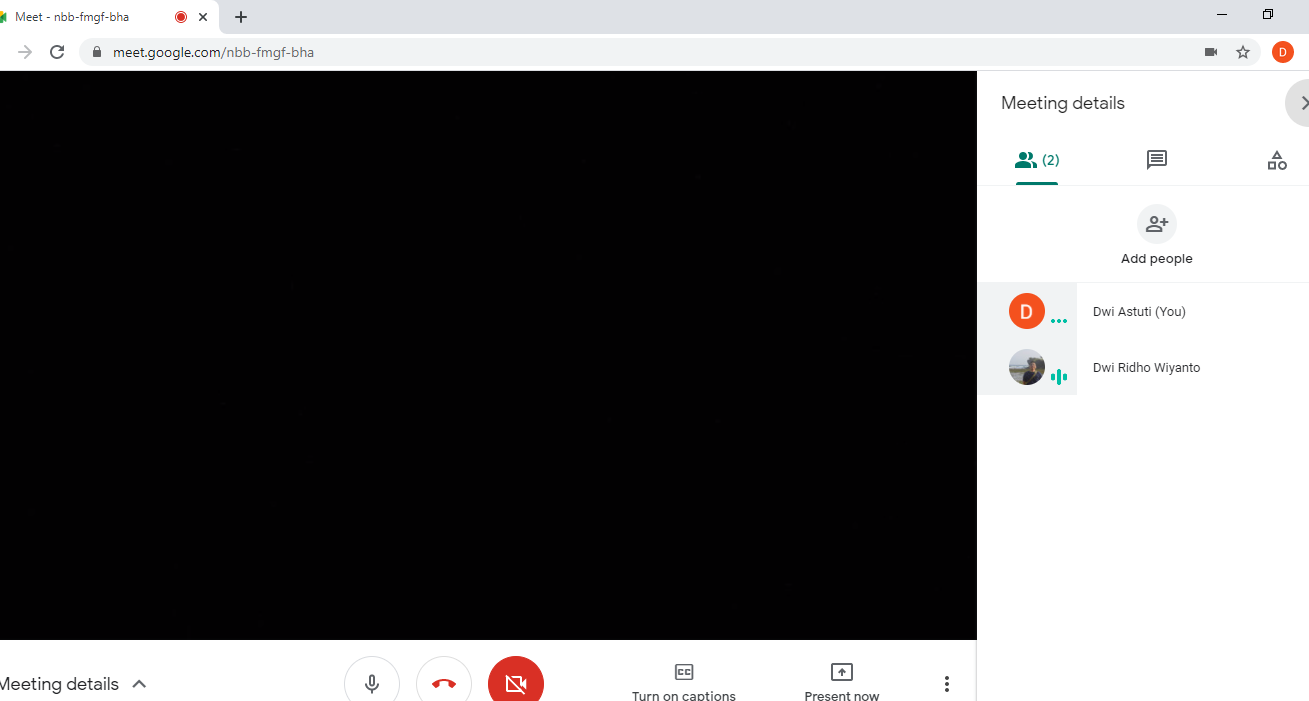 Meet - nbb-fmgf-bha
meet.google.com/nbb-fmgf-bha
D
Meeting details
(2)
Add people
D
Dwi Astuti (You)
Dwi Ridho Wiyanto
Meeting details
CC
Turn on captions
Present now